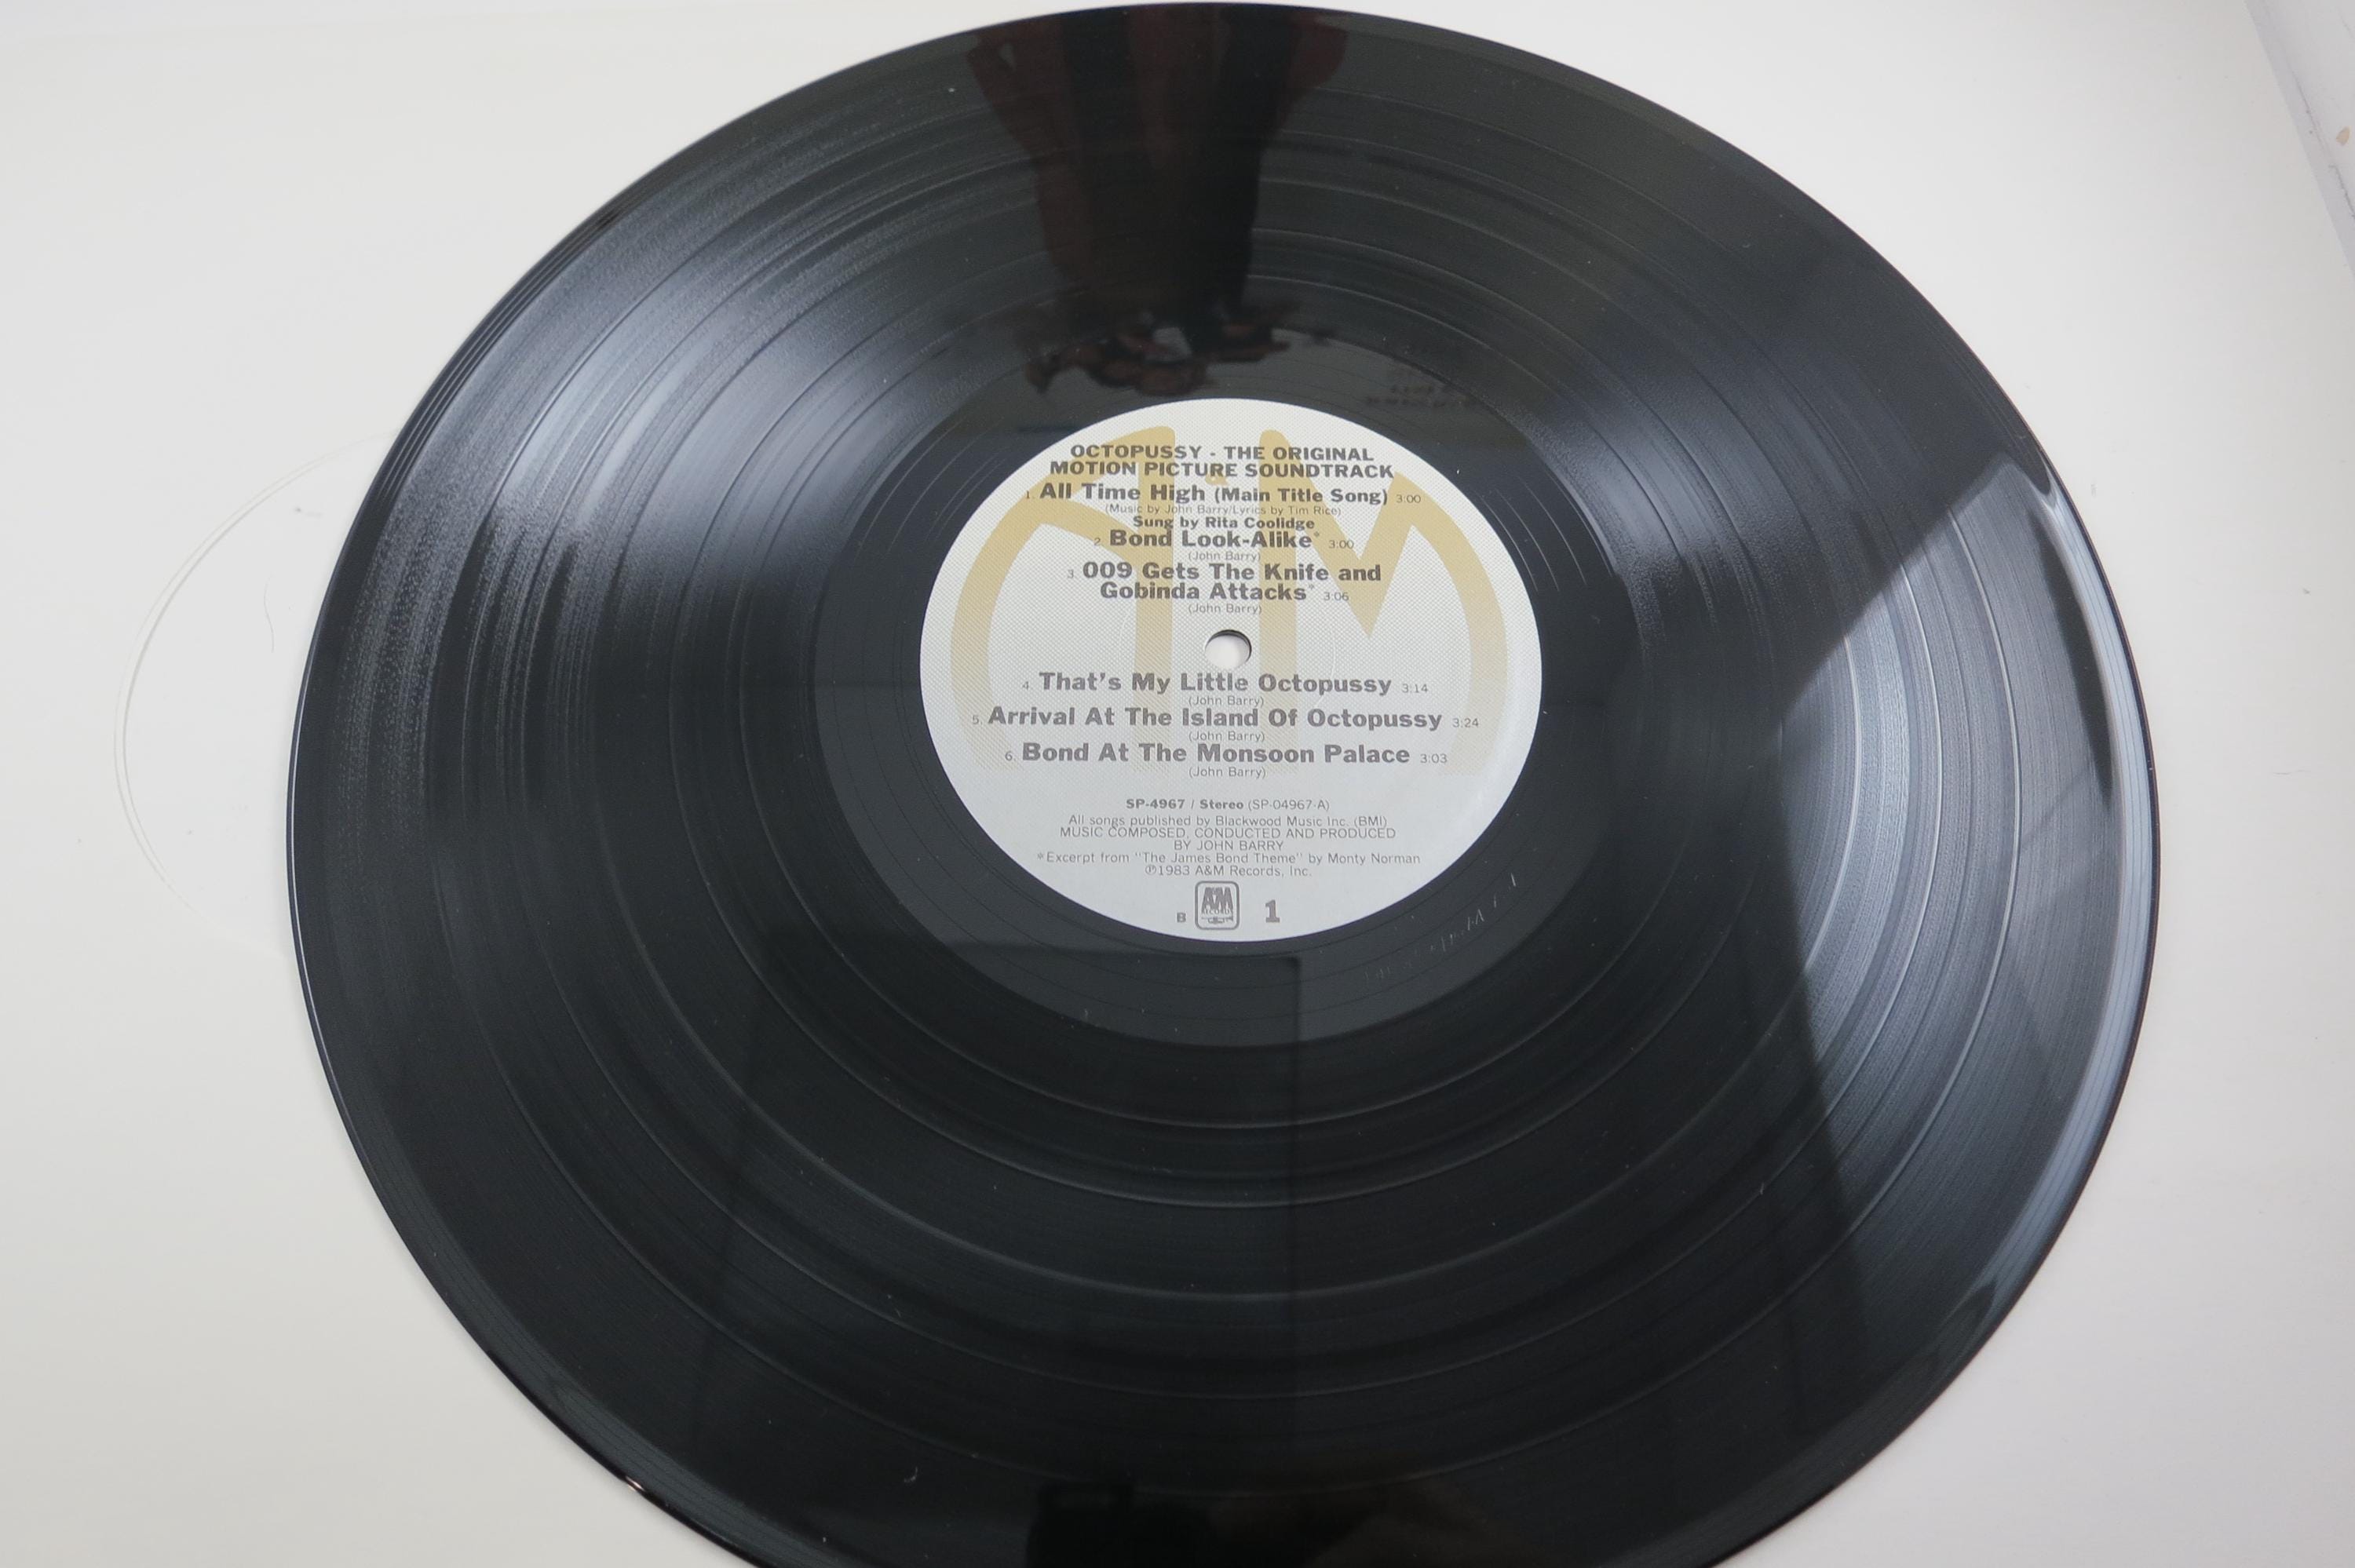 OCTOPUSSY - THE ORIGINAL
MOTION PICTURE SOUNDTRACK
1. All Time High (Main Title Song) 3:00
(Music by John Barry/Lyrics by Tim Rice)
Sung by Rita Coolidge
2. Bond Look-Alike* 3:00
(John Barry)
3. 009 Gets The Knife and
Gobinda Attacks* 3:06
(John Barry)
4. That's My Little Octopussy 3:14
(John Barry)
5. Arrival At The Island Of Octopussy 3:24
(John Barry)
6. Bond At The Monsoon Palace 3:03
(John Barry)
SP-4967 / Stereo (SP-04967-A)
All songs published by Blackwood Music Inc. (BMI)
MUSIC COMPOSED, CONDUCTED AND PRODUCED
BY JOHN BARRY
*Excerpt from "The James Bond Theme" by Monty Norman
℗1983 A&M Records, Inc.
B A&M RECORDS 1